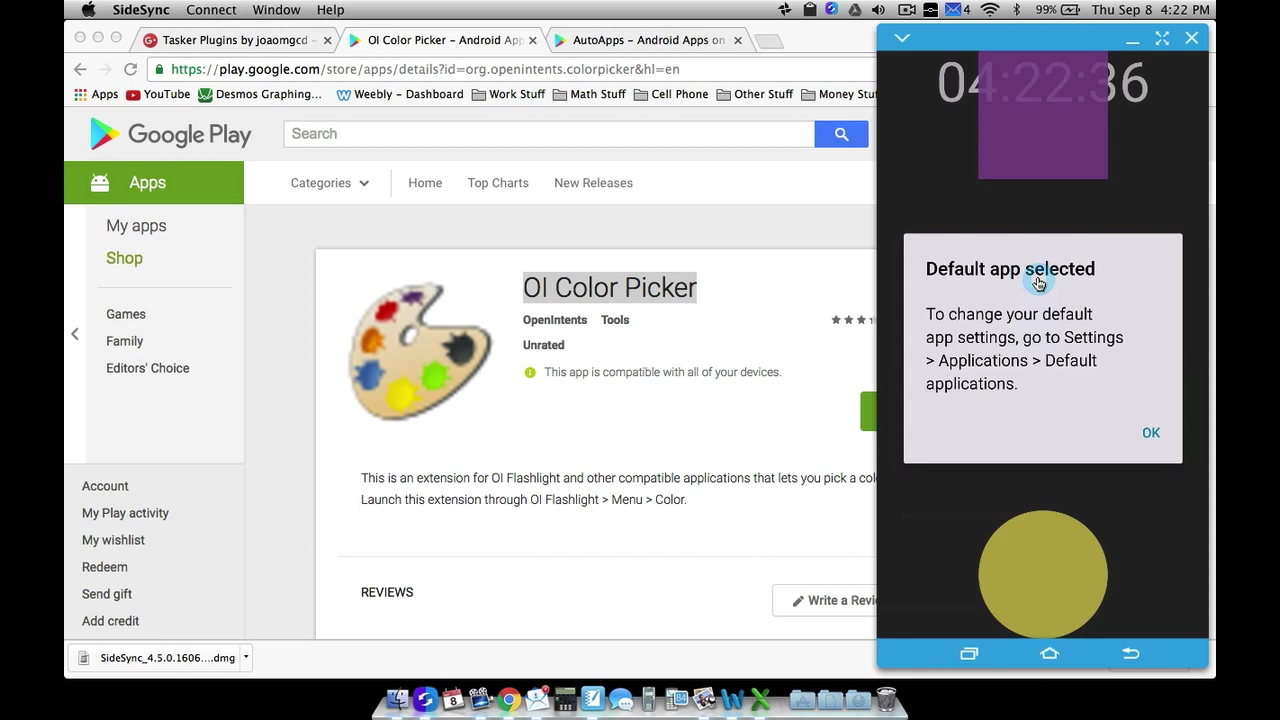 SideSync Connect Window Help
4 99% Thu Sep 8 4:22 PM
Tasker Plugins by joaomgcd -
OI Color Picker – Android App
AutoApps – Android Apps on
https://play.google.com/store/apps/details?id=org.openintents.colorpicker&hl=en
Apps YouTube Desmos Graphing... Weebly – Dashboard Work Stuff Math Stuff Cell Phone Other Stuff Money Stu
Google Play
Search
Apps
Categories Home Top Charts New Releases
My apps
Shop
Games
Family
Editors' Choice
Account
My Play activity
My wishlist
Redeem
Send gift
Add credit
OI Color Picker
OpenIntents Tools
Unrated
This app is compatible with all of your devices.
This is an extension for OI Flashlight and other compatible applications that lets you pick a col
Launch this extension through OI Flashlight > Menu > Color.
REVIEWS
Write a Revi
04:22:36
Default app selected
To change your default
app settings, go to Settings
> Applications > Default
applications.
OK
SideSync_4.5.0.1606....dmg
8